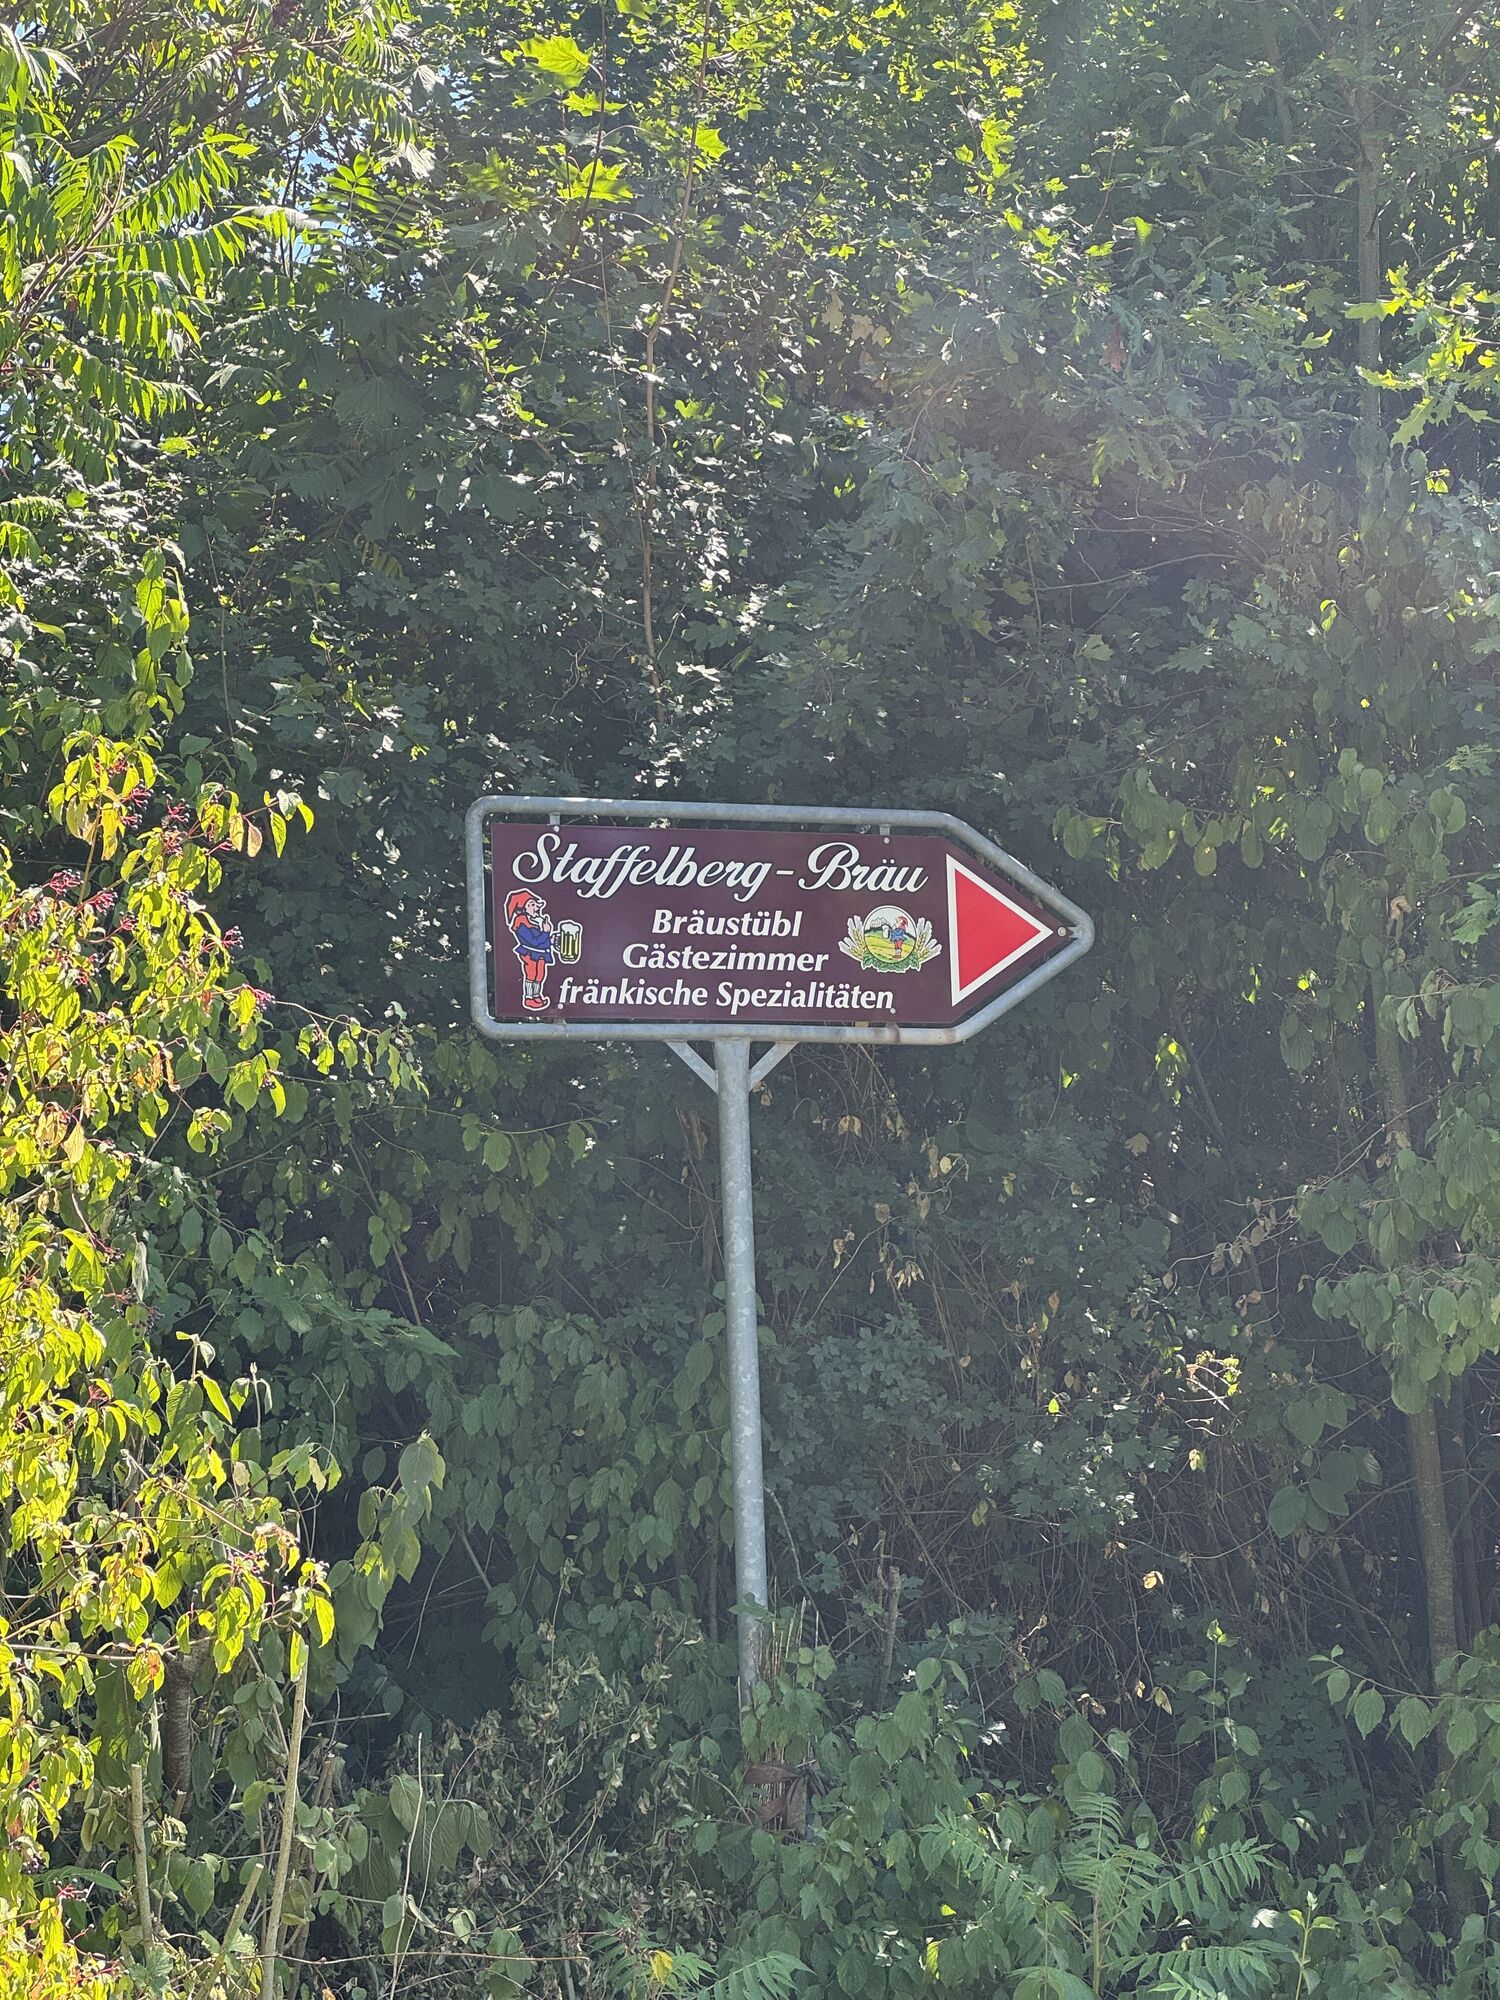 Staffelberg-Bräu
Bräustübl
Gästezimmer
fränkische Spezialitäten